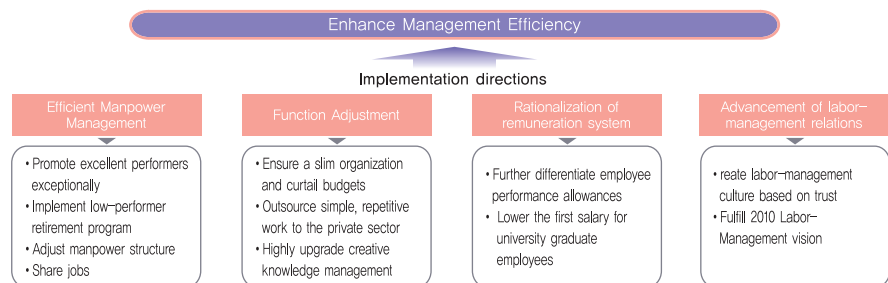 Enhance Management Efficiency
Implementation directions
Efficient Manpower
Management
• Promote excellent performers
exceptionally
• Implement low-performer
retirement program
• Adjust manpower structure
• Share jobs
Function Adjustment
• Ensure a slim organization
and curtail budgets
• Outsource simple, repetitive
work to the private sector
• Highly upgrade creative
knowledge management
Rationalization of
remuneration system
• Further differentiate employee
performance allowances
• Lower the first salary for
university graduate
employees
Advancement of labor-
management relations
• reate labor-management
culture based on trust
• Fulfill 2010 Labor-
Management vision